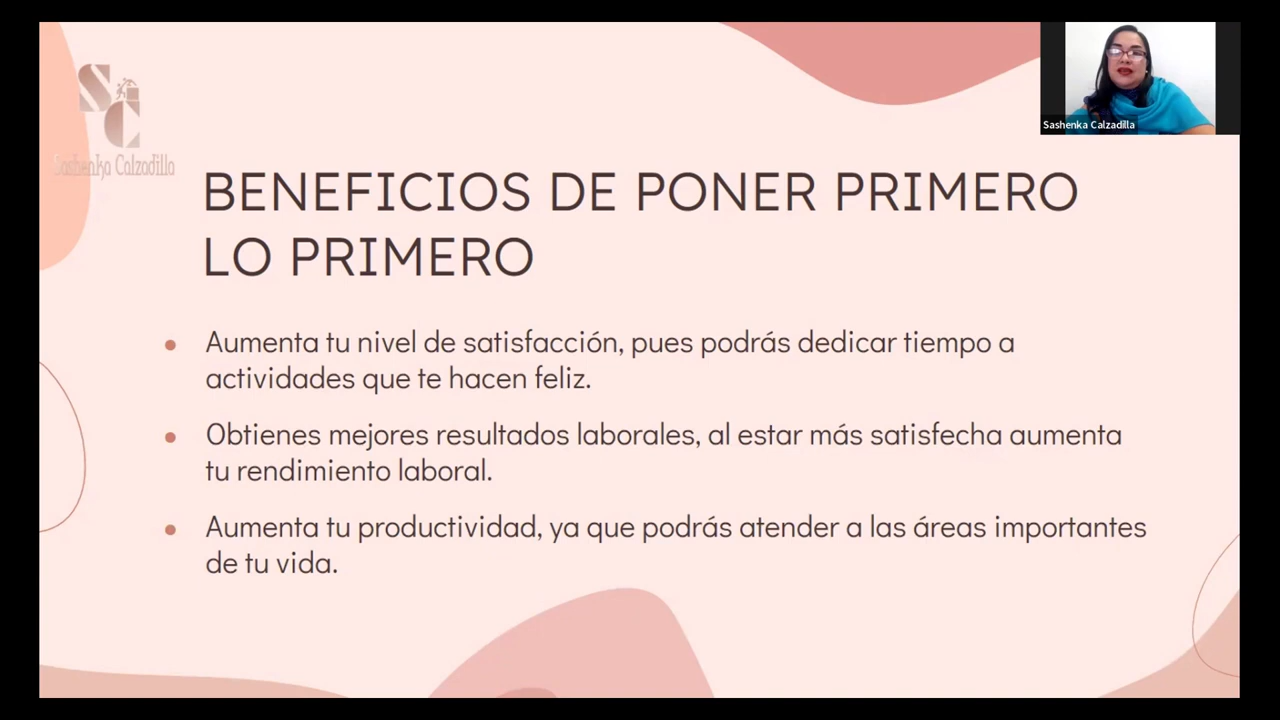 SC
Sashenka Calzadilla
Sashenka Calzadilla
BENEFICIOS DE PONER PRIMERO
LO PRIMERO
Aumenta tu nivel de satisfacción, pues podrás dedicar tiempo a
actividades que te hacen feliz.
Obtienes mejores resultados laborales, al estar más satisfecha aumenta
tu rendimiento laboral.
Aumenta tu productividad, ya que podrás atender a las áreas importantes
de tu vida.